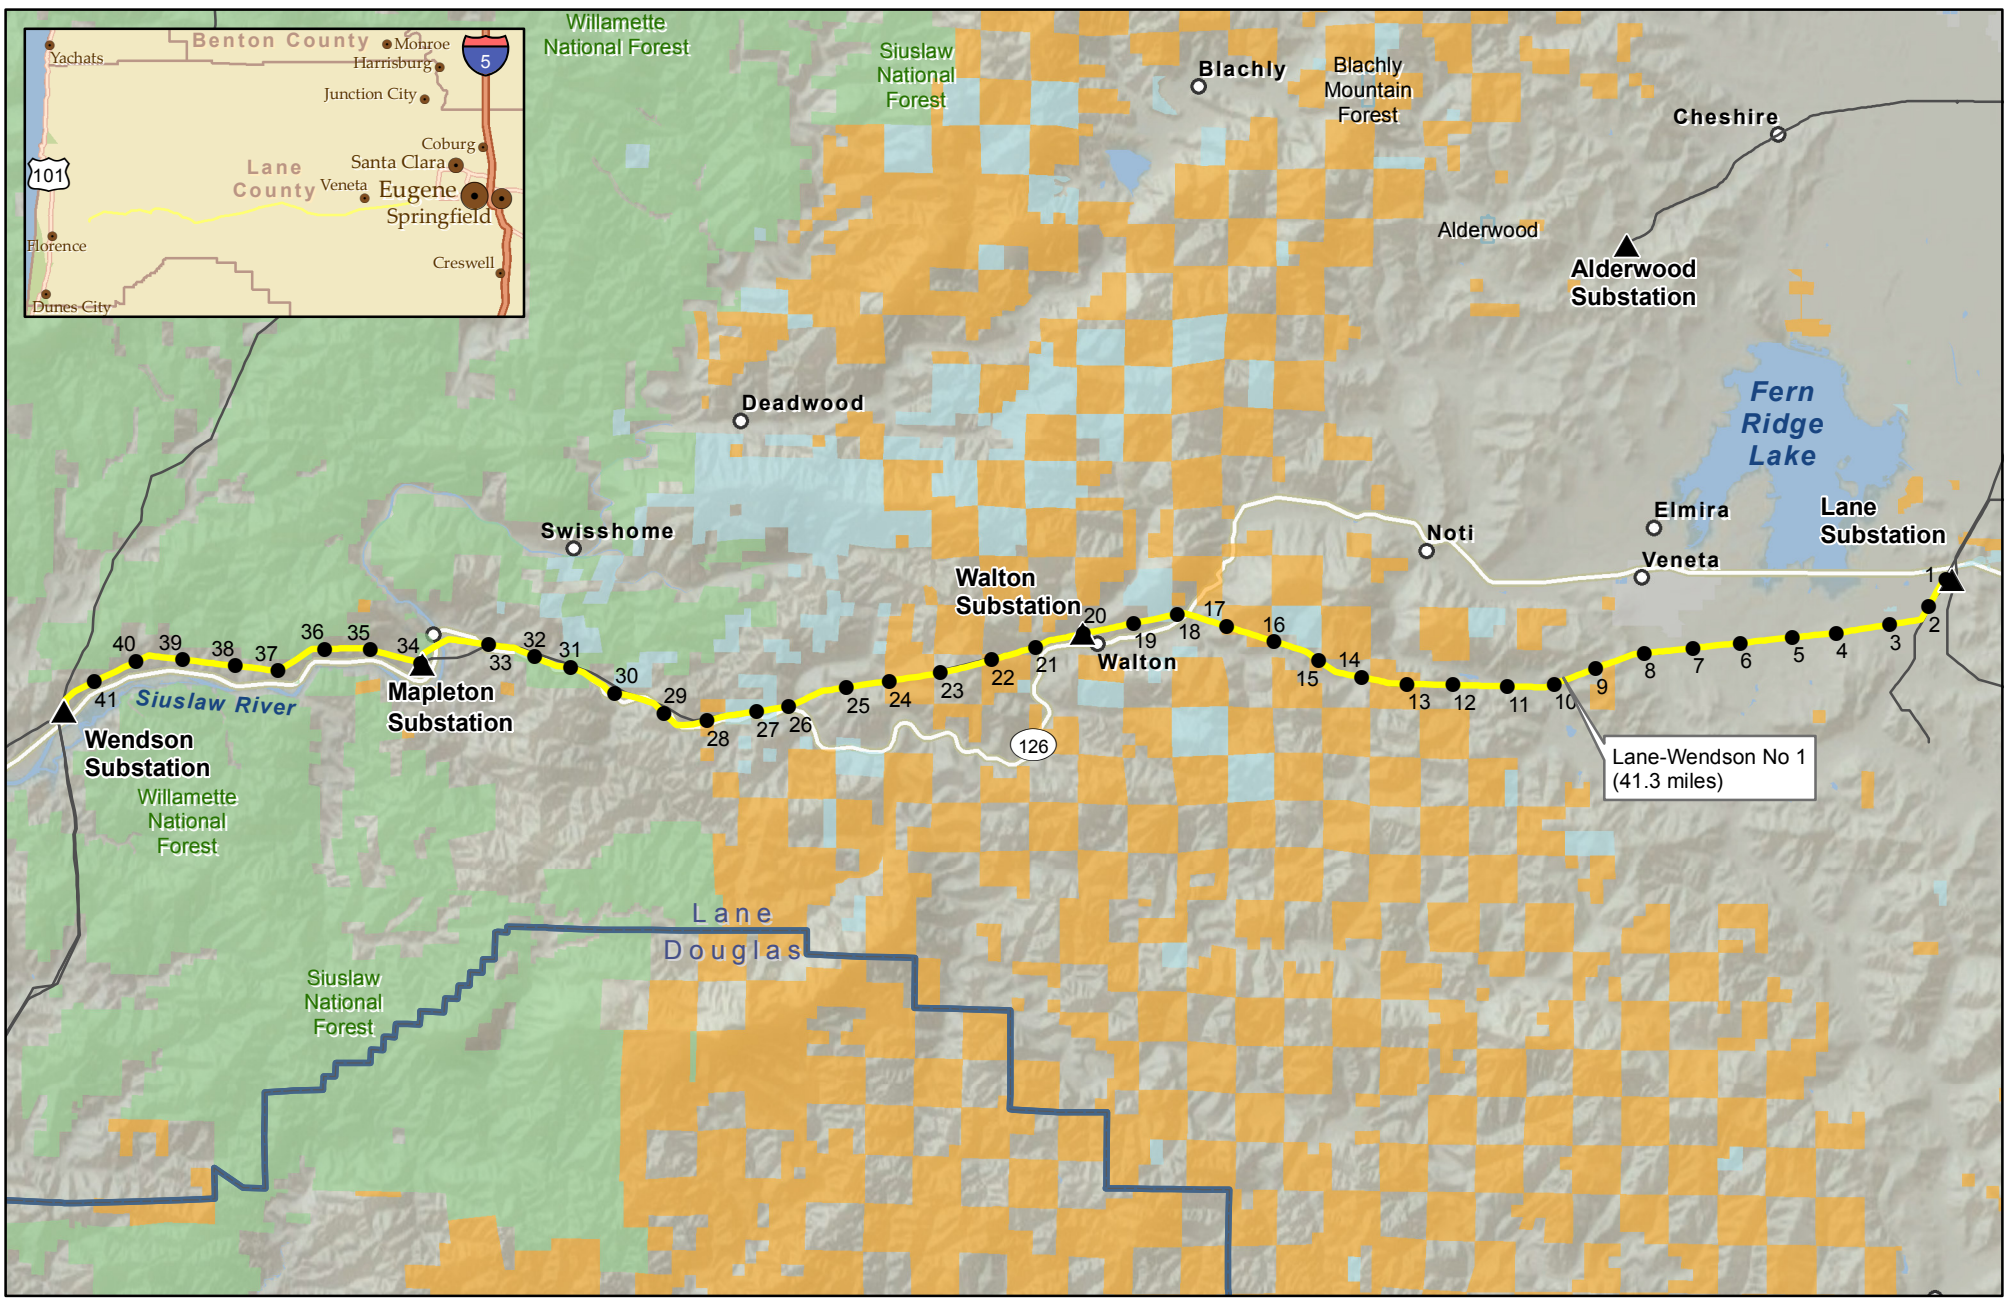 Benton County
Yachats
Monroe
Harrisburg
5
Junction City
Coburg
Santa Clara
Lane
County
101
Veneta
Eugene
Springfield
Florence
Creswell
Dunes City
Willamette
National Forest
Siuslaw
National
Forest
Blachly
Blachly
Mountain
Forest
Cheshire
Alderwood
Alderwood
Substation
Fern
Ridge
Lake
Deadwood
Swisshome
Noti
Elmira
Veneta
Lane
Substation
Walton
Substation
Walton
1
2
3
4
5
6
7
8
9
10
11
12
13
14
15
16
17
18
19
20
21
22
23
24
25
26
27
28
29
30
31
32
33
34
35
36
37
38
39
40
41
Siuslaw River
Mapleton
Substation
126
Wendson
Substation
Lane-Wendson No 1
(41.3 miles)
Willamette
National
Forest
Lane
Douglas
Siuslaw
National
Forest